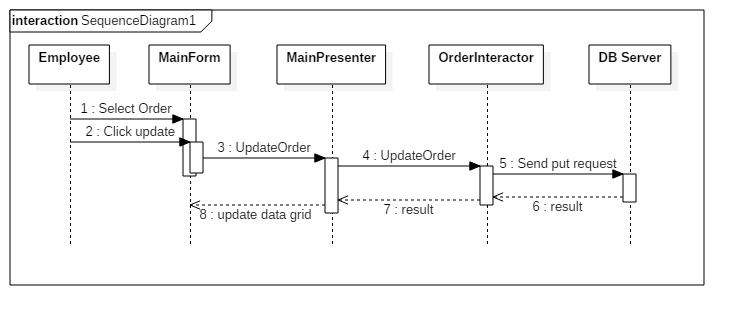 interaction SequenceDiagram1
Employee
MainForm
MainPresenter
OrderInteractor
DB Server
1 : Select Order
2 : Click update
3 : UpdateOrder
4 : UpdateOrder
5 : Send put request
6 : result
7 : result
8 : update data grid